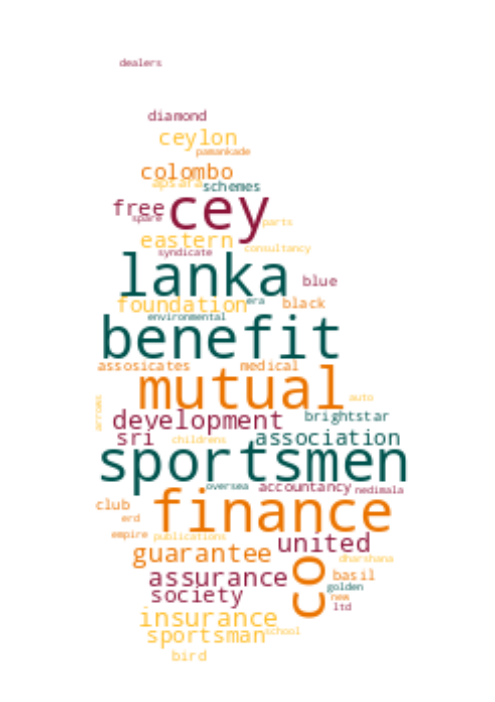 dealers
diamond
ceylon
pamankade
colombo
apsara schemes
free cey
spare parts
eastern
syndicate consultancy
lanka blue
foundation era black
environmental
benefit
assosicates medical
mutual auto
arrows
development brightstar
sri childrens association
sportsmen
oversea accountancy nedimala
club finance
erd
empire publications united
guarantee dharshana
assurance co basil
society golden
new
ltd
insurance
sportsman school
bird